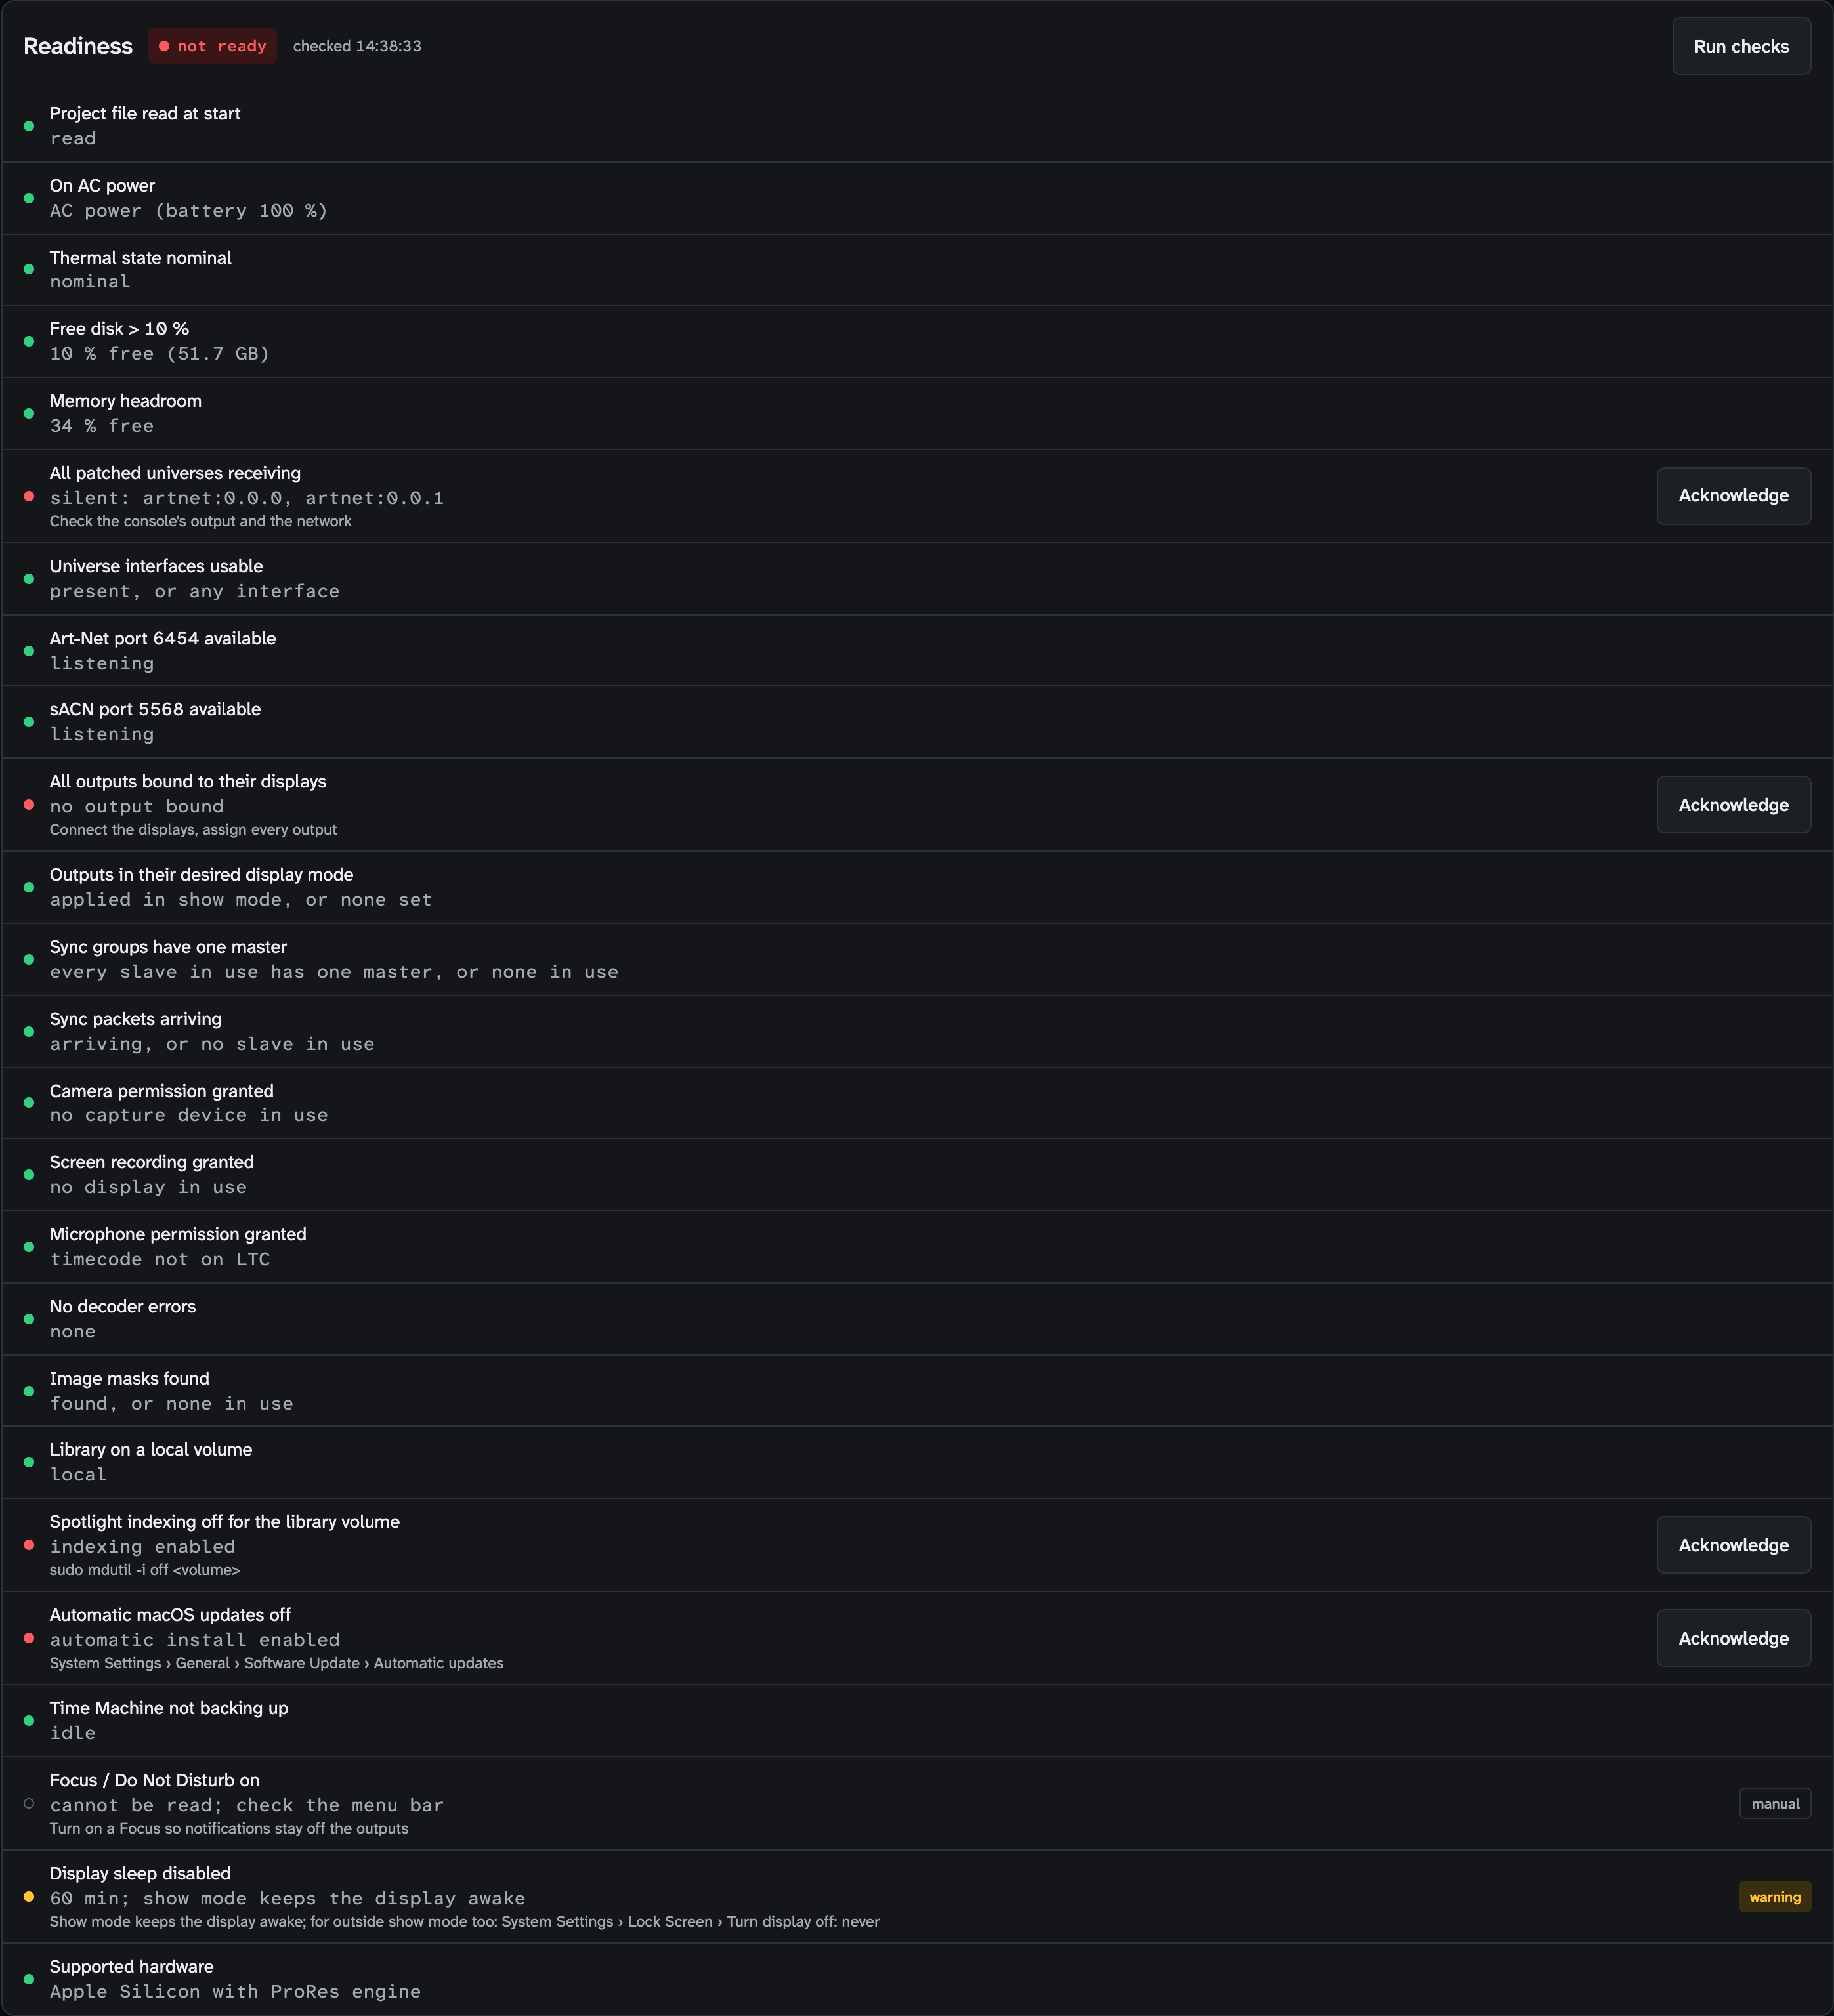 Readiness
not ready
checked 14:38:33
Run checks
Project file read at start
read
On AC power
AC power (battery 100 %)
Thermal state nominal
nominal
Free disk > 10 %
10 % free (51.7 GB)
Memory headroom
34 % free
All patched universes receiving
silent: artnet:0.0.0, artnet:0.0.1
Check the console's output and the network
Acknowledge
Universe interfaces usable
present, or any interface
Art-Net port 6454 available
listening
sACN port 5568 available
listening
All outputs bound to their displays
no output bound
Connect the displays, assign every output
Acknowledge
Outputs in their desired display mode
applied in show mode, or none set
Sync groups have one master
every slave in use has one master, or none in use
Sync packets arriving
arriving, or no slave in use
Camera permission granted
no capture device in use
Screen recording granted
no display in use
Microphone permission granted
timecode not on LTC
No decoder errors
none
Image masks found
found, or none in use
Library on a local volume
local
Spotlight indexing off for the library volume
indexing enabled
sudo mdutil -i off <volume>
Acknowledge
Automatic macOS updates off
automatic install enabled
System Settings › General › Software Update › Automatic updates
Acknowledge
Time Machine not backing up
idle
Focus / Do Not Disturb on
cannot be read; check the menu bar
Turn on a Focus so notifications stay off the outputs
manual
Display sleep disabled
60 min; show mode keeps the display awake
Show mode keeps the display awake; for outside show mode too: System Settings › Lock Screen › Turn display off: never
warning
Supported hardware
Apple Silicon with ProRes engine